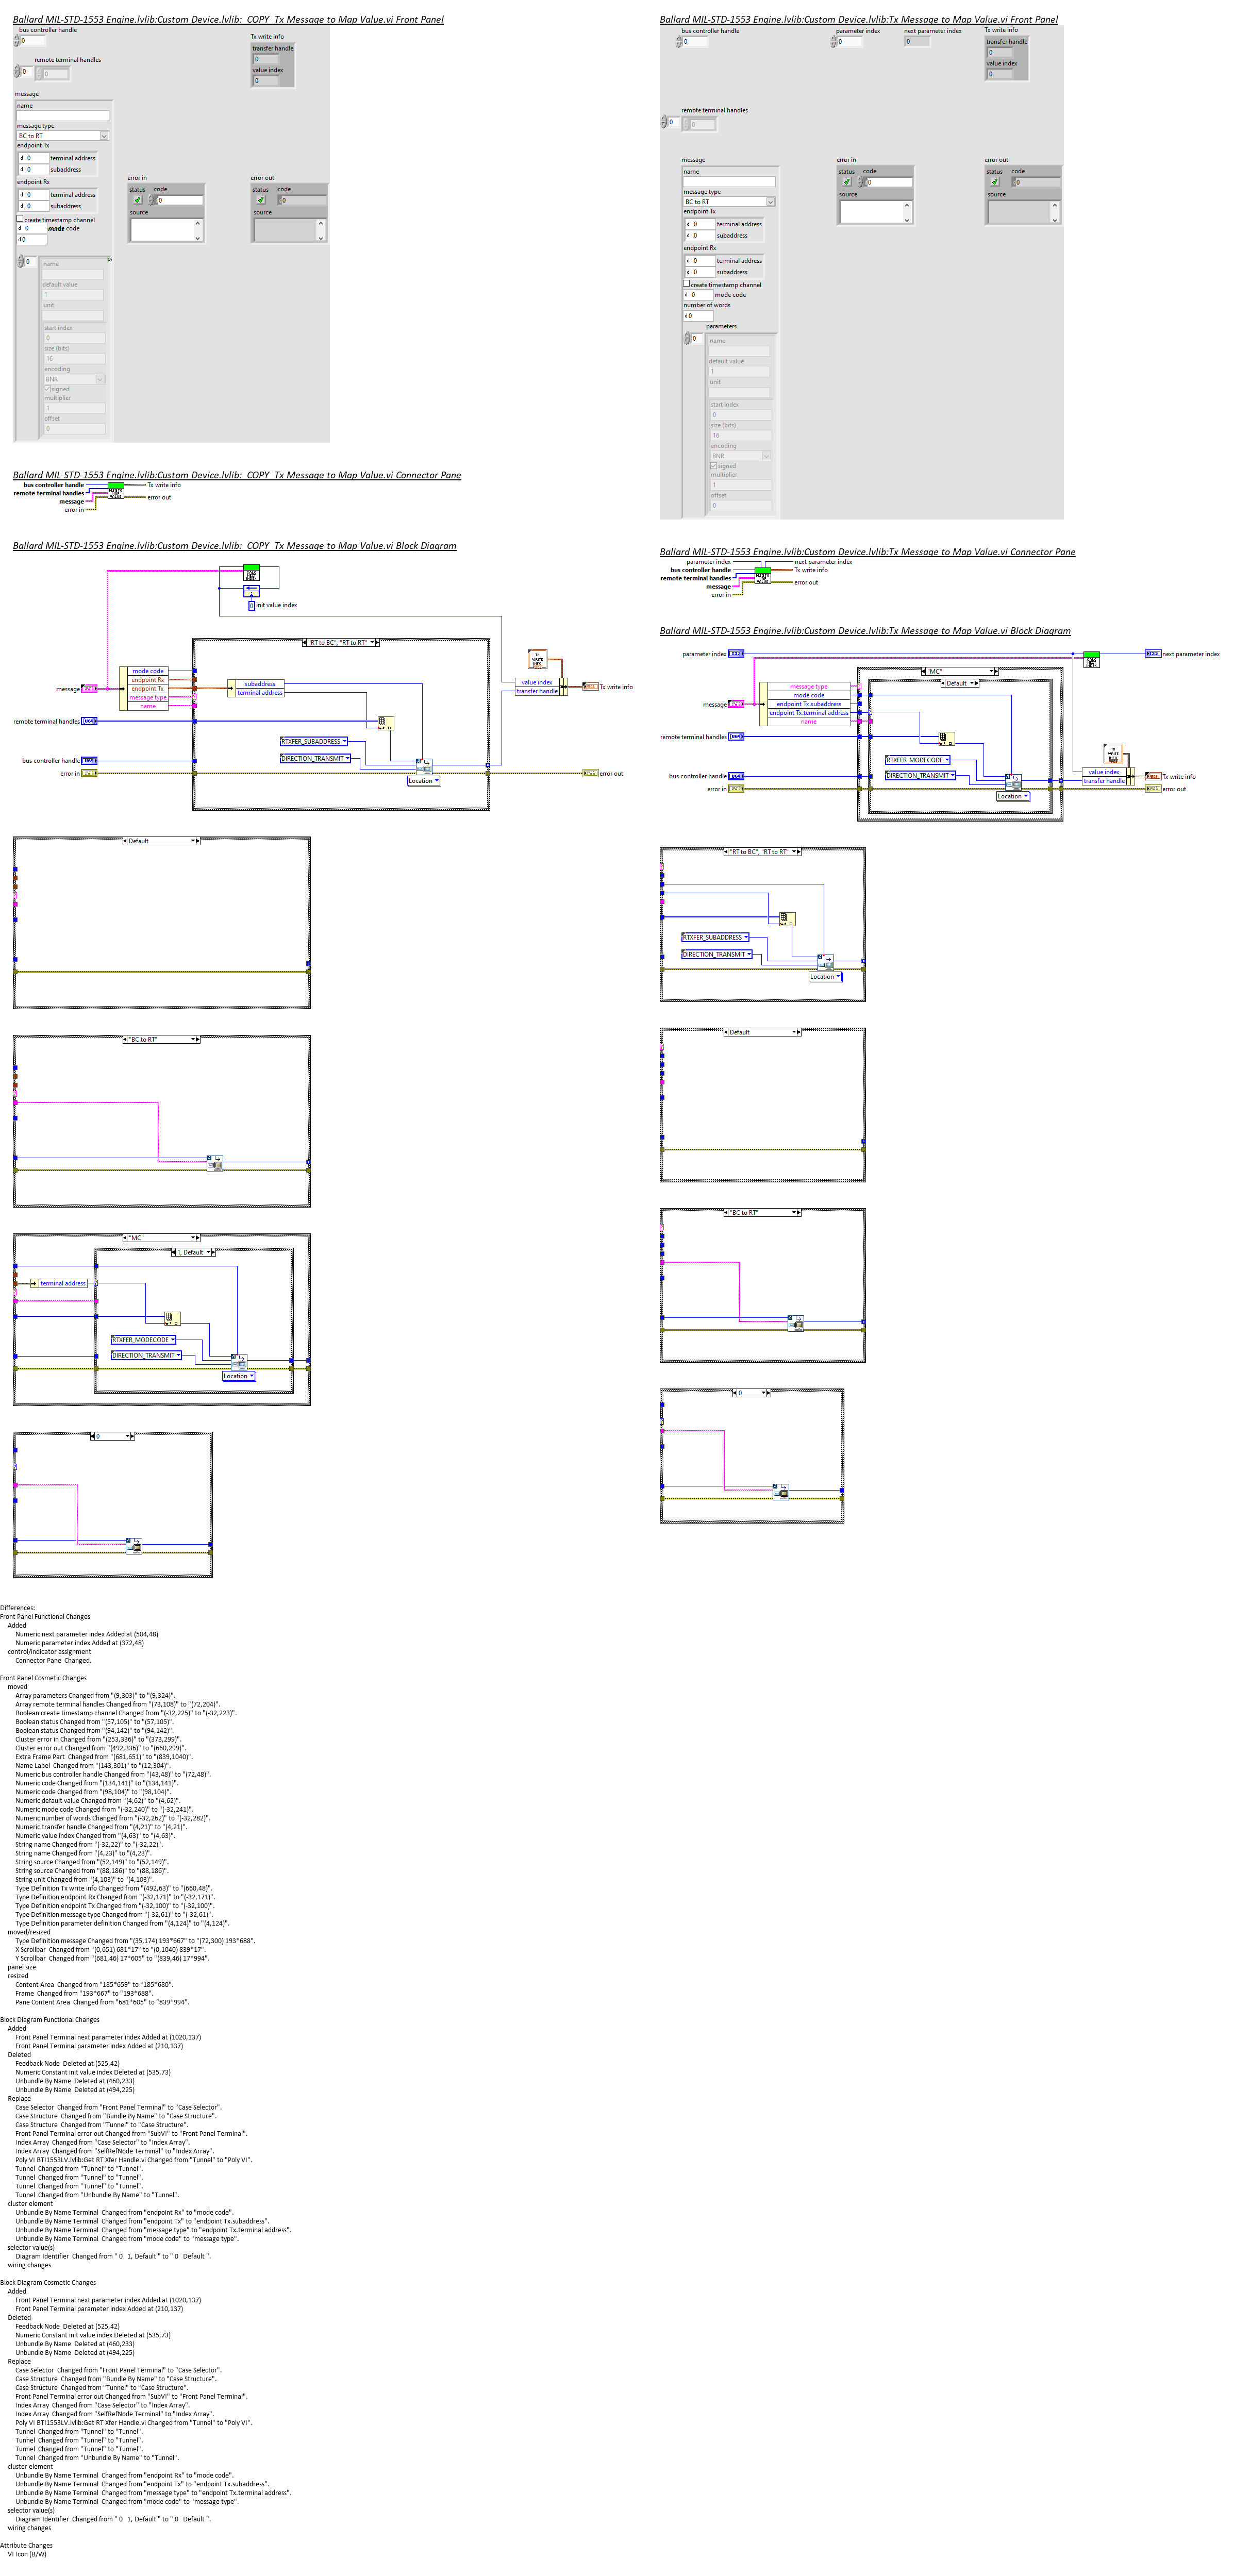 Ballard MIL-STD-1553 Engine.lvlib:Custom Device.lvlib:_COPY_Tx Message to Map Value.vi Front Panel
bus controller handle
0
remote terminal handles
0
0
Tx write info
transfer handle
0
value index
0
message
name
message type
BC to RT
endpoint Tx
0 terminal address
0 subaddress
endpoint Rx
0 terminal address
0 subaddress
create timestamp channel
0
code
0
0
name
default value
1
unit
start index
0
size (bits)
16
encoding
BNR
signed
multiplier
1
offset
0
error in
status code
0
source
error out
status code
0
source
Ballard MIL-STD-1553 Engine.lvlib:Custom Device.lvlib:_COPY_Tx Message to Map Value.vi Connector Pane
bus controller handle
remote terminal handles
message
error in
Tx write info
error out
Ballard MIL-STD-1553 Engine.lvlib:Custom Device.lvlib:_COPY_Tx Message to Map Value.vi Block Diagram
0 init value index
"RT to BC", "RT to RT"
message
mode code
endpoint Rx
endpoint Tx
message type
name
subaddress
terminal address
remote terminal handles
RTXFER_SUBADDRESS
DIRECTION_TRANSMIT
Location
bus controller handle
error in
value index
transfer handle
Tx write info
error out
Default
"BC to RT"
"MC"
1, Default
terminal address
RTXFER_MODECODE
DIRECTION_TRANSMIT
Location
0
Ballard MIL-STD-1553 Engine.lvlib:Custom Device.lvlib:Tx Message to Map Value.vi Front Panel
bus controller handle
0
parameter index
0
next parameter index
0
Tx write info
transfer handle
0
value index
0
remote terminal handles
0
0
message
name
message type
BC to RT
endpoint Tx
0 terminal address
0 subaddress
endpoint Rx
0 terminal address
0 subaddress
create timestamp channel
0 mode code
number of words
0
parameters
0
name
default value
1
unit
start index
0
size (bits)
16
encoding
BNR
signed
multiplier
1
offset
0
error in
status code
0
source
error out
status code
0
source
Ballard MIL-STD-1553 Engine.lvlib:Custom Device.lvlib:Tx Message to Map Value.vi Connector Pane
parameter index
bus controller handle
remote terminal handles
message
error in
next parameter index
Tx write info
error out
Ballard MIL-STD-1553 Engine.lvlib:Custom Device.lvlib:Tx Message to Map Value.vi Block Diagram
parameter index
next parameter index
"MC"
Default
message
message type
mode code
endpoint Tx.subaddress
endpoint Tx.terminal address
name
remote terminal handles
RTXFER_MODECODE
DIRECTION_TRANSMIT
Location
bus controller handle
error in
value index
transfer handle
Tx write info
error out
"RT to BC", "RT to RT"
RTXFER_SUBADDRESS
DIRECTION_TRANSMIT
Location
Default
"BC to RT"
0
Differences:
Front Panel Functional Changes
Added
Numeric next parameter index Added at (504,48)
Numeric parameter index Added at (372,48)
control/indicator assignment
Connector Pane Changed.
Front Panel Cosmetic Changes
moved
Array parameters Changed from "(9,303)" to "(9,324)".
Array remote terminal handles Changed from "(73,108)" to "(72,204)".
Boolean create timestamp channel Changed from "(-32,225)" to "(-32,223)".
Boolean status Changed from "(57,105)" to "(57,105)".
Boolean status Changed from "(94,142)" to "(94,142)".
Cluster error in Changed from "(253,336)" to "(373,299)".
Cluster error out Changed from "(492,336)" to "(660,299)".
Extra Frame Part Changed from "(681,651)" to "(839,1040)".
Name Label Changed from "(143,301)" to "(12,304)".
Numeric bus controller handle Changed from "(43,48)" to "(72,48)".
Numeric code Changed from "(134,141)" to "(134,141)".
Numeric code Changed from "(98,104)" to "(98,104)".
Numeric default value Changed from "(4,62)" to "(4,62)".
Numeric mode code Changed from "(-32,240)" to "(-32,241)".
Numeric number of words Changed from "(-32,262)" to "(-32,282)".
Numeric transfer handle Changed from "(4,21)" to "(4,21)".
Numeric value index Changed from "(4,63)" to "(4,63)".
String name Changed from "(-32,22)" to "(-32,22)".
String name Changed from "(4,23)" to "(4,23)".
String source Changed from "(52,149)" to "(52,149)".
String source Changed from "(88,186)" to "(88,186)".
String unit Changed from "(4,103)" to "(4,103)".
Type Definition Tx write info Changed from "(492,63)" to "(660,48)".
Type Definition endpoint Rx Changed from "(-32,171)" to "(-32,171)".
Type Definition endpoint Tx Changed from "(-32,100)" to "(-32,100)".
Type Definition message type Changed from "(-32,61)" to "(-32,61)".
Type Definition parameter definition Changed from "(4,124)" to "(4,124)".
moved/resized
Type Definition message Changed from "(35,174) 193*667" to "(72,300) 193*688".
X Scrollbar Changed from "(0,651) 681*17" to "(0,1040) 839*17".
Y Scrollbar Changed from "(681,46) 17*605" to "(839,46) 17*994".
panel size
resized
Content Area Changed from "185*659" to "185*680".
Frame Changed from "193*667" to "193*688".
Pane Content Area Changed from "681*605" to "839*994".
Block Diagram Functional Changes
Added
Front Panel Terminal next parameter index Added at (1020,137)
Front Panel Terminal parameter index Added at (210,137)
Deleted
Feedback Node Deleted at (525,42)
Numeric Constant init value index Deleted at (535,73)
Unbundle By Name Deleted at (460,233)
Unbundle By Name Deleted at (494,225)
Replace
Case Selector Changed from "Front Panel Terminal" to "Case Selector".
Case Structure Changed from "Bundle By Name" to "Case Structure".
Case Structure Changed from "Tunnel" to "Case Structure".
Front Panel Terminal error out Changed from "SubVI" to "Front Panel Terminal".
Index Array Changed from "Case Selector" to "Index Array".
Index Array Changed from "SelfRefNode Terminal" to "Index Array".
Poly VI BTI1553LV.lvlib:Get RT Xfer Handle.vi Changed from "Tunnel" to "Poly VI".
Tunnel Changed from "Tunnel" to "Tunnel".
Tunnel Changed from "Tunnel" to "Tunnel".
Tunnel Changed from "Tunnel" to "Tunnel".
Tunnel Changed from "Unbundle By Name" to "Tunnel".
cluster element
Unbundle By Name Terminal Changed from "endpoint Rx" to "mode code".
Unbundle By Name Terminal Changed from "endpoint Tx" to "endpoint Tx.subaddress".
Unbundle By Name Terminal Changed from "message type" to "endpoint Tx.terminal address".
Unbundle By Name Terminal Changed from "mode code" to "message type".
selector value(s)
Diagram Identifier Changed from " 0 1, Default " to " 0 Default ".
wiring changes
Block Diagram Cosmetic Changes
Added
Front Panel Terminal next parameter index Added at (1020,137)
Front Panel Terminal parameter index Added at (210,137)
Deleted
Feedback Node Deleted at (525,42)
Numeric Constant init value index Deleted at (535,73)
Unbundle By Name Deleted at (460,233)
Unbundle By Name Deleted at (494,225)
Replace
Case Selector Changed from "Front Panel Terminal" to "Case Selector".
Case Structure Changed from "Bundle By Name" to "Case Structure".
Case Structure Changed from "Tunnel" to "Case Structure".
Front Panel Terminal error out Changed from "SubVI" to "Front Panel Terminal".
Index Array Changed from "Case Selector" to "Index Array".
Index Array Changed from "SelfRefNode Terminal" to "Index Array".
Poly VI BTI1553LV.lvlib:Get RT Xfer Handle.vi Changed from "Tunnel" to "Poly VI".
Tunnel Changed from "Tunnel" to "Tunnel".
Tunnel Changed from "Tunnel" to "Tunnel".
Tunnel Changed from "Tunnel" to "Tunnel".
Tunnel Changed from "Unbundle By Name" to "Tunnel".
cluster element
Unbundle By Name Terminal Changed from "endpoint Rx" to "mode code".
Unbundle By Name Terminal Changed from "endpoint Tx" to "endpoint Tx.subaddress".
Unbundle By Name Terminal Changed from "message type" to "endpoint Tx.terminal address".
Unbundle By Name Terminal Changed from "mode code" to "message type".
selector value(s)
Diagram Identifier Changed from " 0 1, Default " to " 0 Default ".
wiring changes
Attribute Changes
VI Icon (B/W)